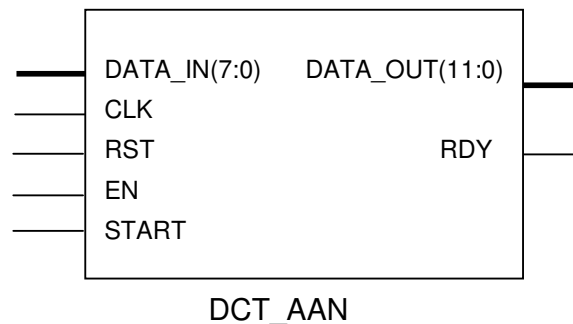 DATA_IN(7:0) DATA_OUT(11:0)
CLK
RST RDY
EN
START
DCT_AAN